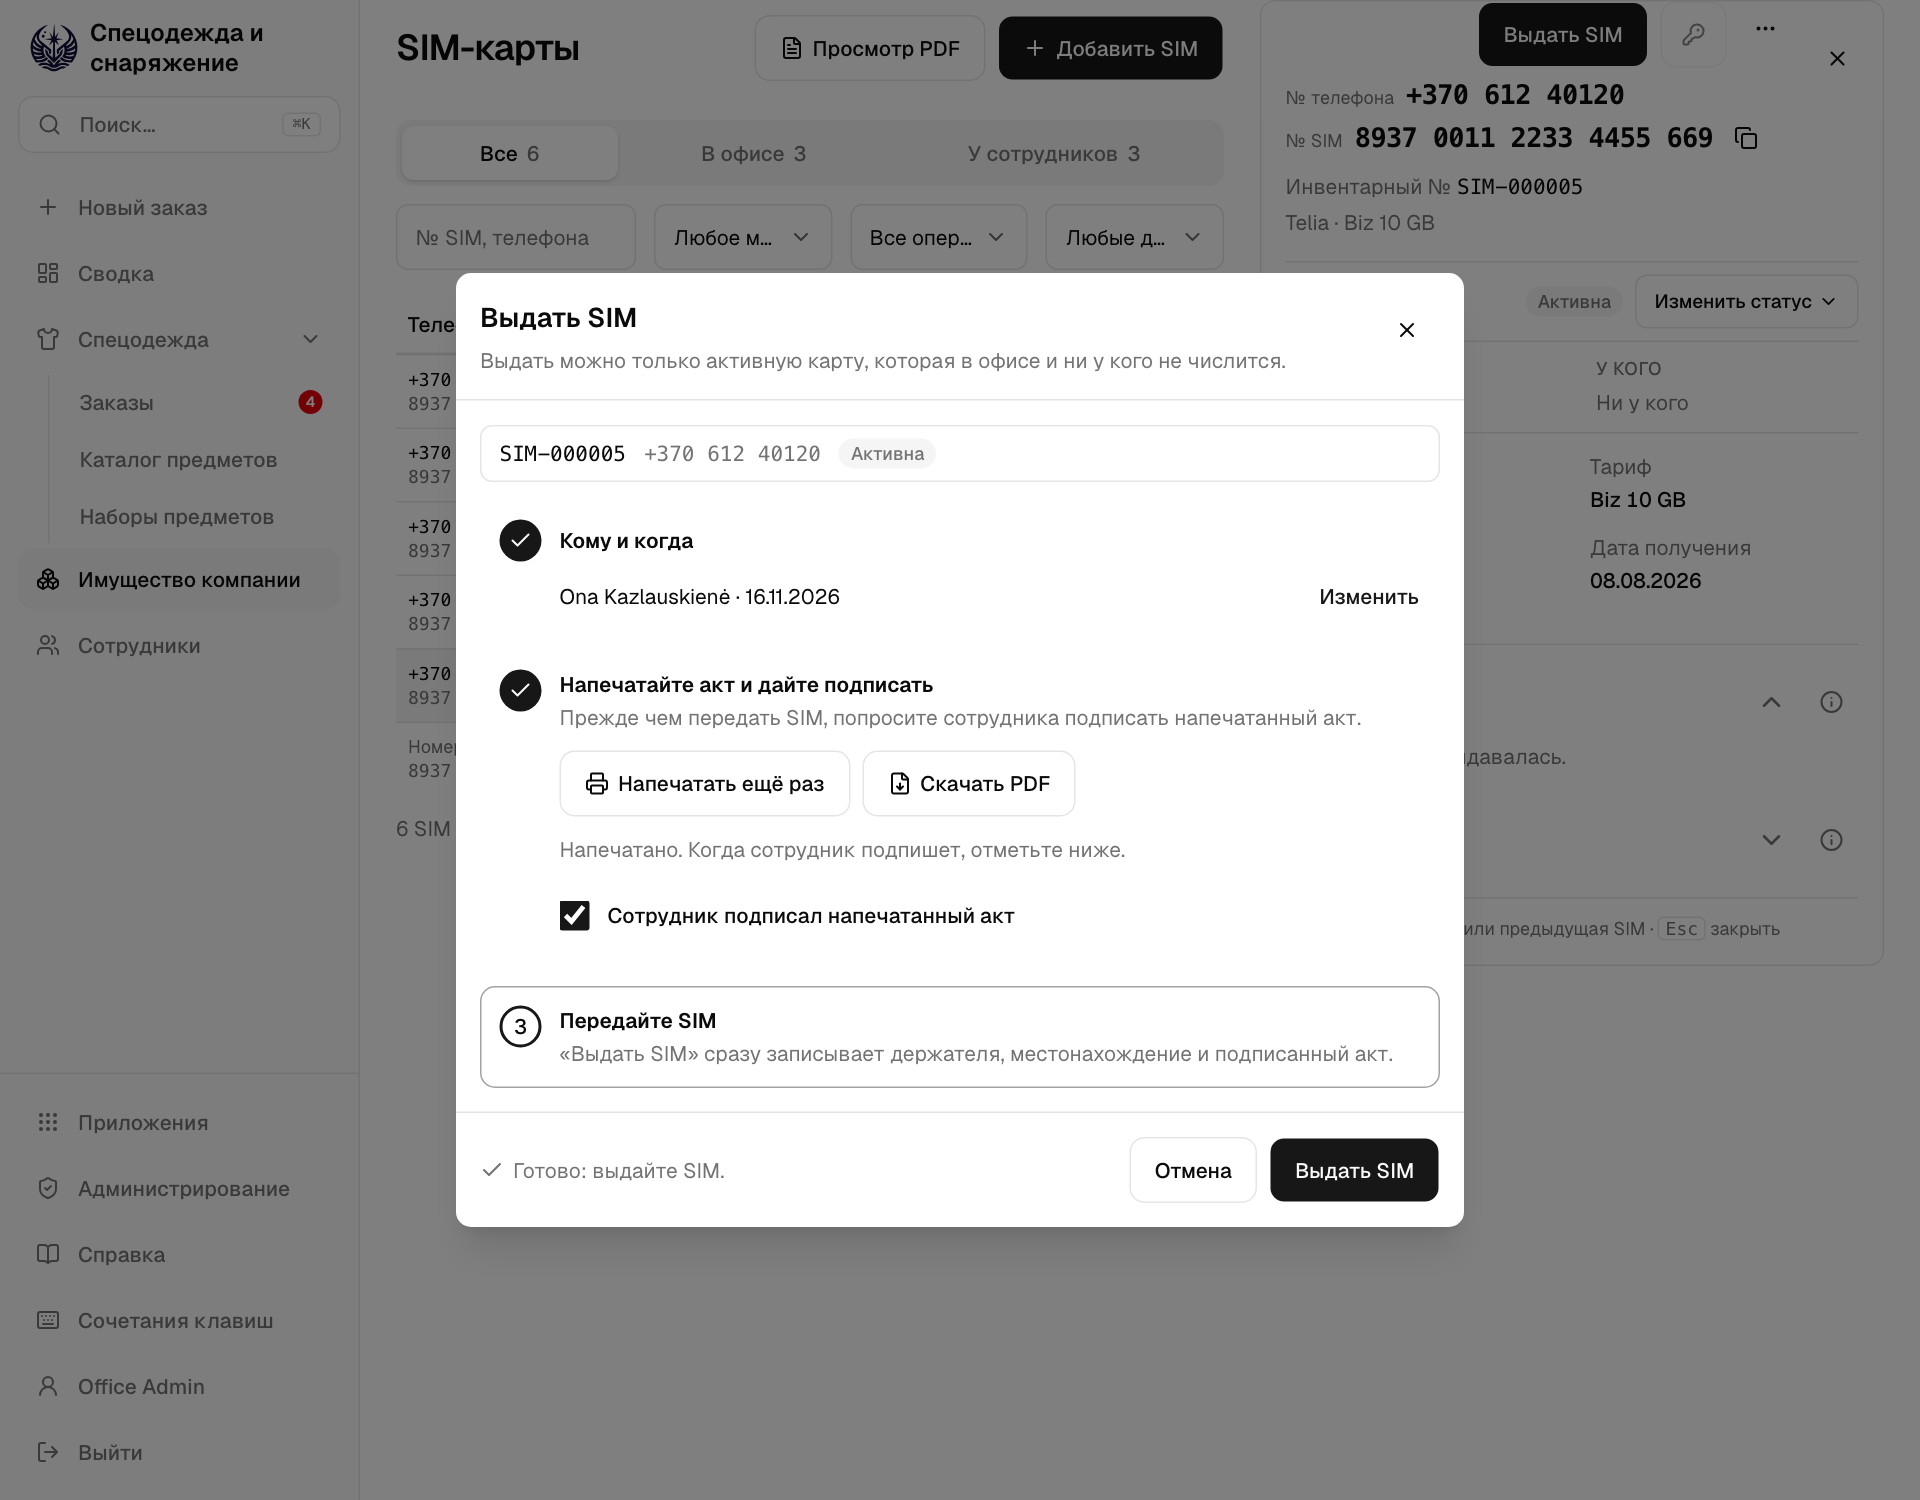 Спецодежда и
снаряжение
Поиск...
⌘K
Новый заказ
Сводка
Спецодежда
Заказы
4
Каталог предметов
Наборы предметов
Имущество компании
Сотрудники
Приложения
Администрирование
Справка
Сочетания клавиш
Office Admin
Выйти
SIM-карты
Просмотр PDF
Добавить SIM
Все 6
В офисе 3
У сотрудников 3
№ SIM, телефона
Любое м...
Все опер...
Любые д...
+370
8937
+370
8937
+370
8937
+370
8937
+370
8937
8937
6 SIM
Выдать SIM
№ телефона +370 612 40120
№ SIM 8937 0011 2233 4455 669
Инвентарный № SIM-000005
Telia · Biz 10 GB
Активна
Изменить статус
У КОГО
Ни у кого
Тариф
Biz 10 GB
Дата получения
08.08.2026
или предыдущая SIM · Esc закрыть
Выдать SIM
Выдать можно только активную карту, которая в офисе и ни у кого не числится.
SIM-000005 +370 612 40120 Активна
Кому и когда
Ona Kazlauskienė · 16.11.2026
Изменить
Напечатайте акт и дайте подписать
Прежде чем передать SIM, попросите сотрудника подписать напечатанный акт.
Напечатать ещё раз
Скачать PDF
Напечатано. Когда сотрудник подпишет, отметьте ниже.
Сотрудник подписал напечатанный акт
3
Передайте SIM
«Выдать SIM» сразу записывает держателя, местонахождение и подписанный акт.
Готово: выдайте SIM.
Отмена
Выдать SIM